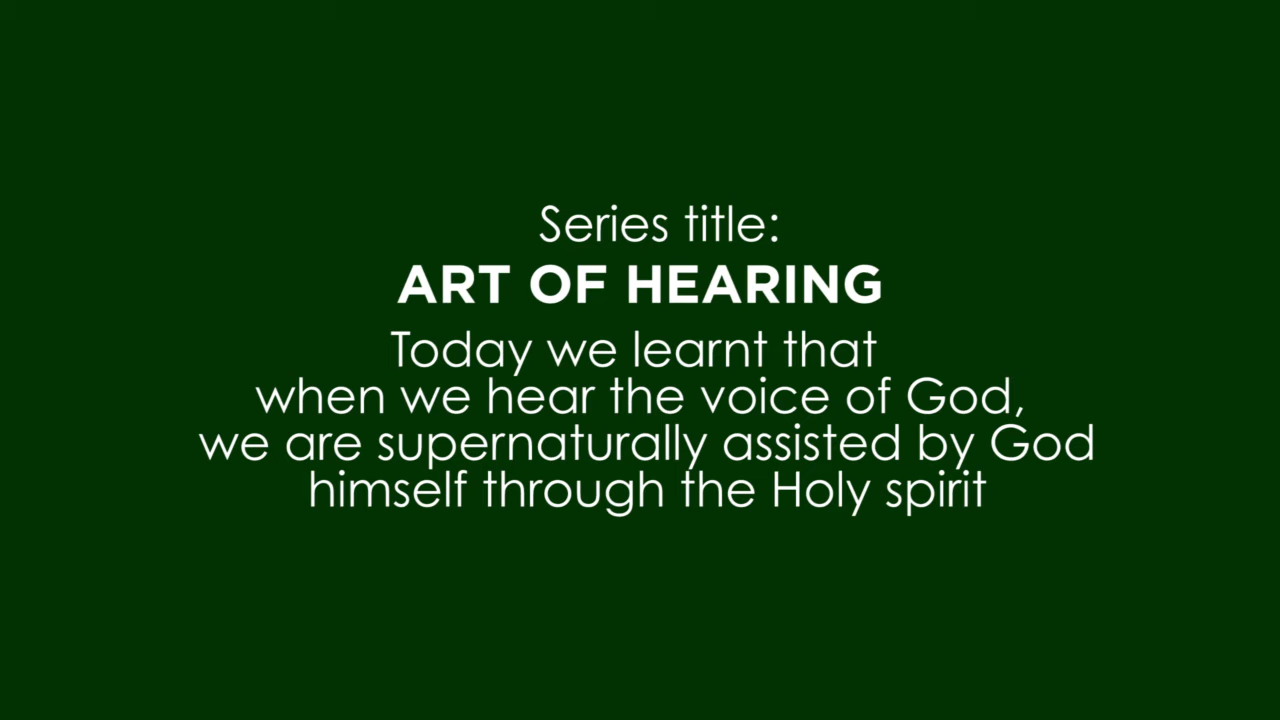 Series title:
ART OF HEARING
Today we learnt that
when we hear the voice of God,
we are supernaturally assisted by God
himself through the Holy spirit